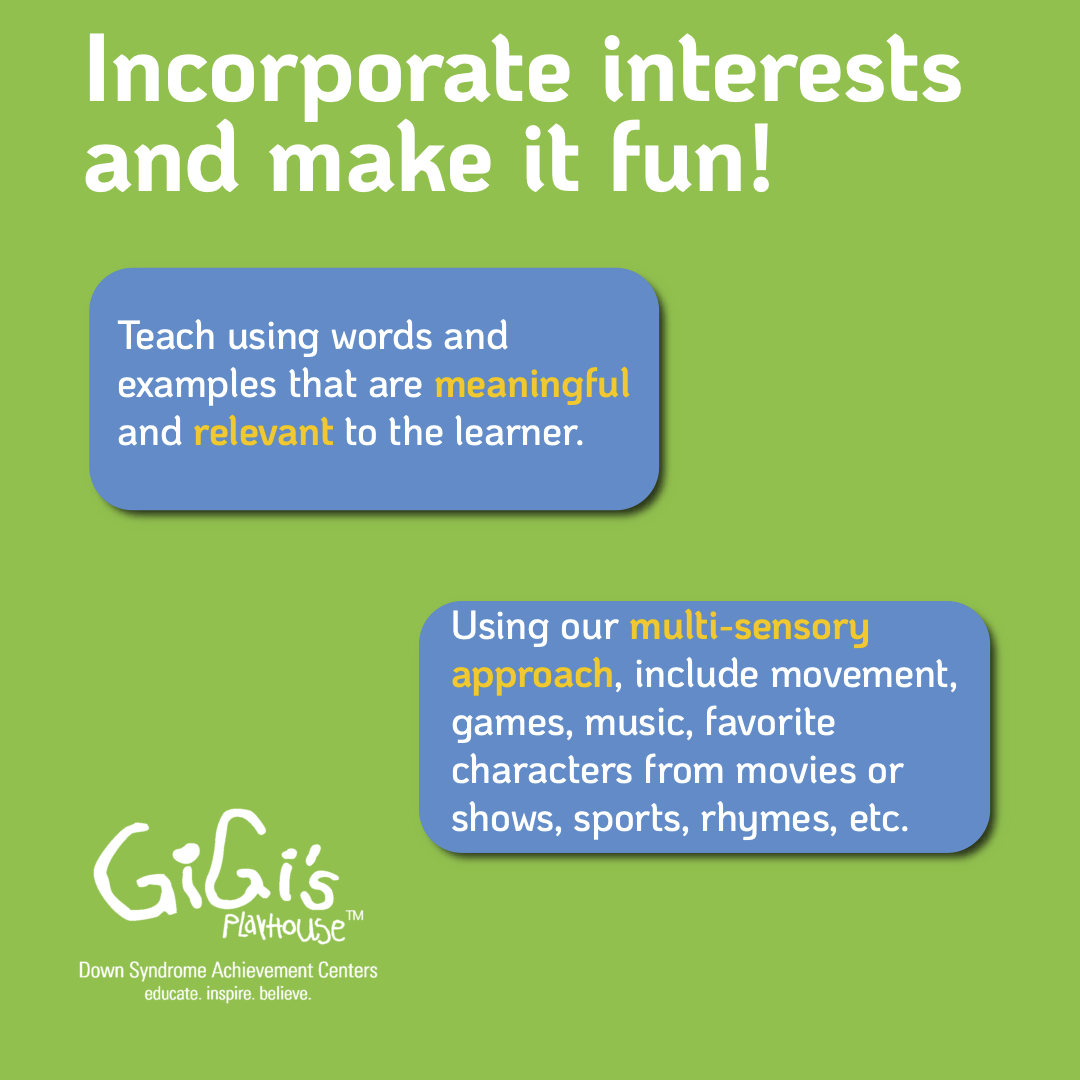 Incorporate interests
and make it fun!
Teach using words and
examples that are meaningful
and relevant to the learner.
Using our multi-sensory
approach, include movement,
games, music, favorite
characters from movies or
shows, sports, rhymes, etc.
GiGi's
PLAYHOUSE™
Down Syndrome Achievement Centers
educate. inspire. believe.